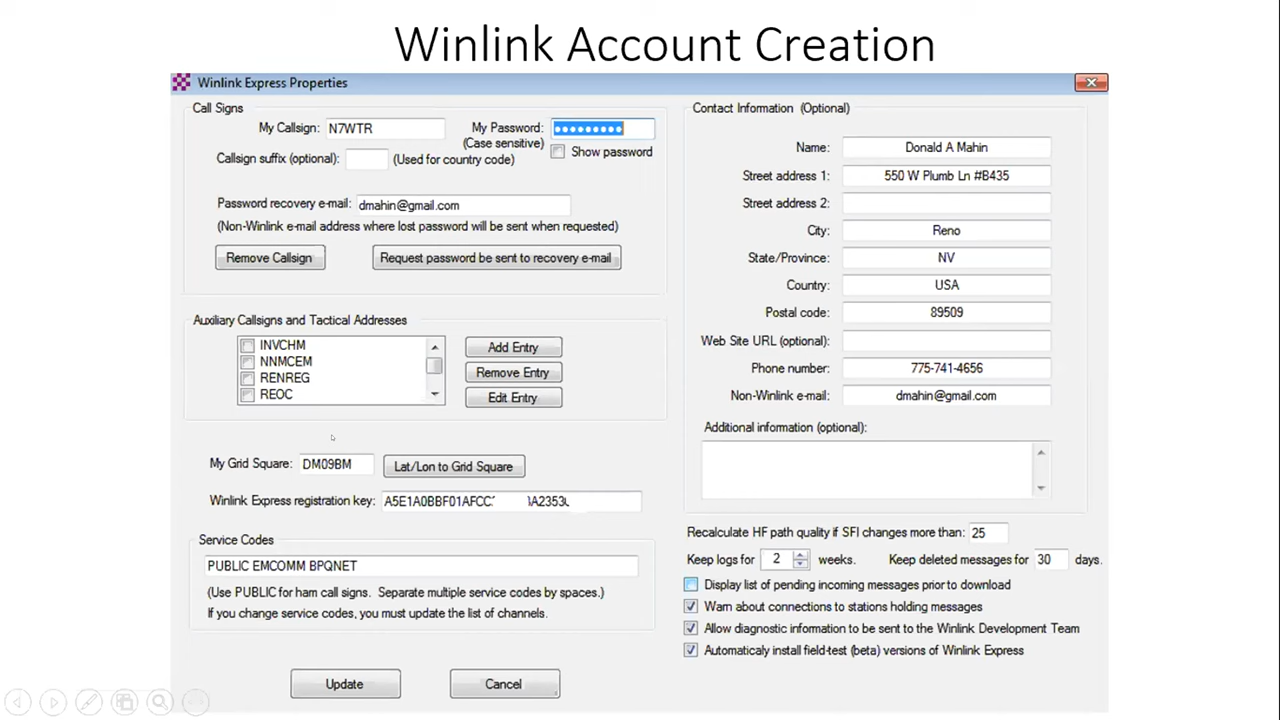 Winlink Account Creation
Winlink Express Properties
Call Signs
My Callsign: N7WTR My Password:
(Case sensitive)
Callsign suffix (optional): (Used for country code) Show password
Password recovery e-mail: dmahin@gmail.com
(Non-Winlink e-mail address where lost password will be sent when requested)
Remove Callsign Request password be sent to recovery e-mail
Auxiliary Callsigns and Tactical Addresses
INVCHM
NNMCEM
RENREG
REOC
Add Entry
Remove Entry
Edit Entry
My Grid Square: DM09BM Lat/Lon to Grid Square
Winlink Express registration key: A5E1A0BBF01AFCC
Service Codes
PUBLIC EMCOMM BPQNET
(Use PUBLIC for ham call signs. Separate multiple service codes by spaces.)
If you change service codes, you must update the list of channels.
Update Cancel
Contact Information (Optional)
Name: Donald A Mahin
Street address 1: 550 W Plumb Ln #B435
Street address 2:
City: Reno
State/Province: NV
Country: USA
Postal code: 89509
Web Site URL (optional):
Phone number: 775-741-4656
Non-Winlink e-mail: dmahin@gmail.com
Additional information (optional):
Recalculate HF path quality if SFI changes more than: 25
Keep logs for 2 weeks. Keep deleted messages for 30 days.
Display list of pending incoming messages prior to download
Warn about connections to stations holding messages
Allow diagnostic information to be sent to the Winlink Development Team
Automaticaly install field-test (beta) versions of Winlink Express